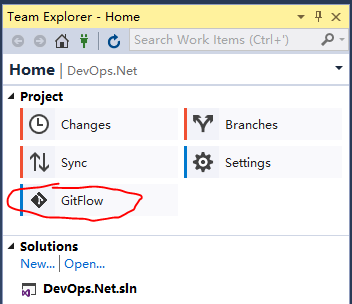 Team Explorer - Home
Search Work Items (Ctrl+')
Home | DevOps.Net
Project
Changes
Branches
Sync
Settings
GitFlow
Solutions
New... | Open...
DevOps.Net.sln